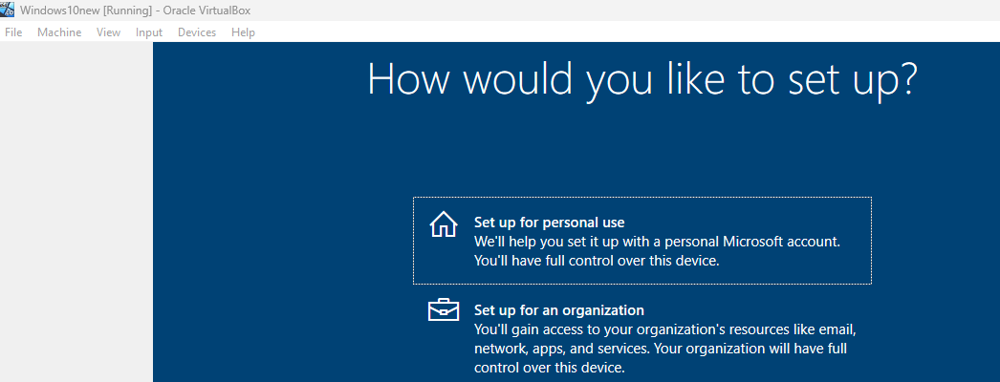 Windows10new [Running] - Oracle VirtualBox
File Machine View Input Devices Help
How would you like to set up?
Set up for personal use
We'll help you set it up with a personal Microsoft account.
You'll have full control over this device.
Set up for an organization
You'll gain access to your organization's resources like email,
network, apps, and services. Your organization will have full
control over this device.